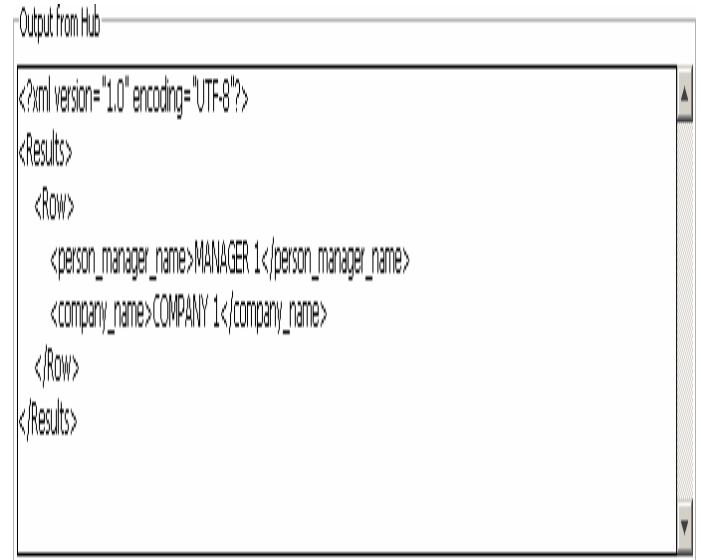 Output from Hub
<?xml version="1.0" encoding="UTF-8"?>
<Results>
<Row>
<person_manager_name>MANAGER 1</person_manager_name>
<company_name>COMPANY 1</company_name>
</Row>
</Results>